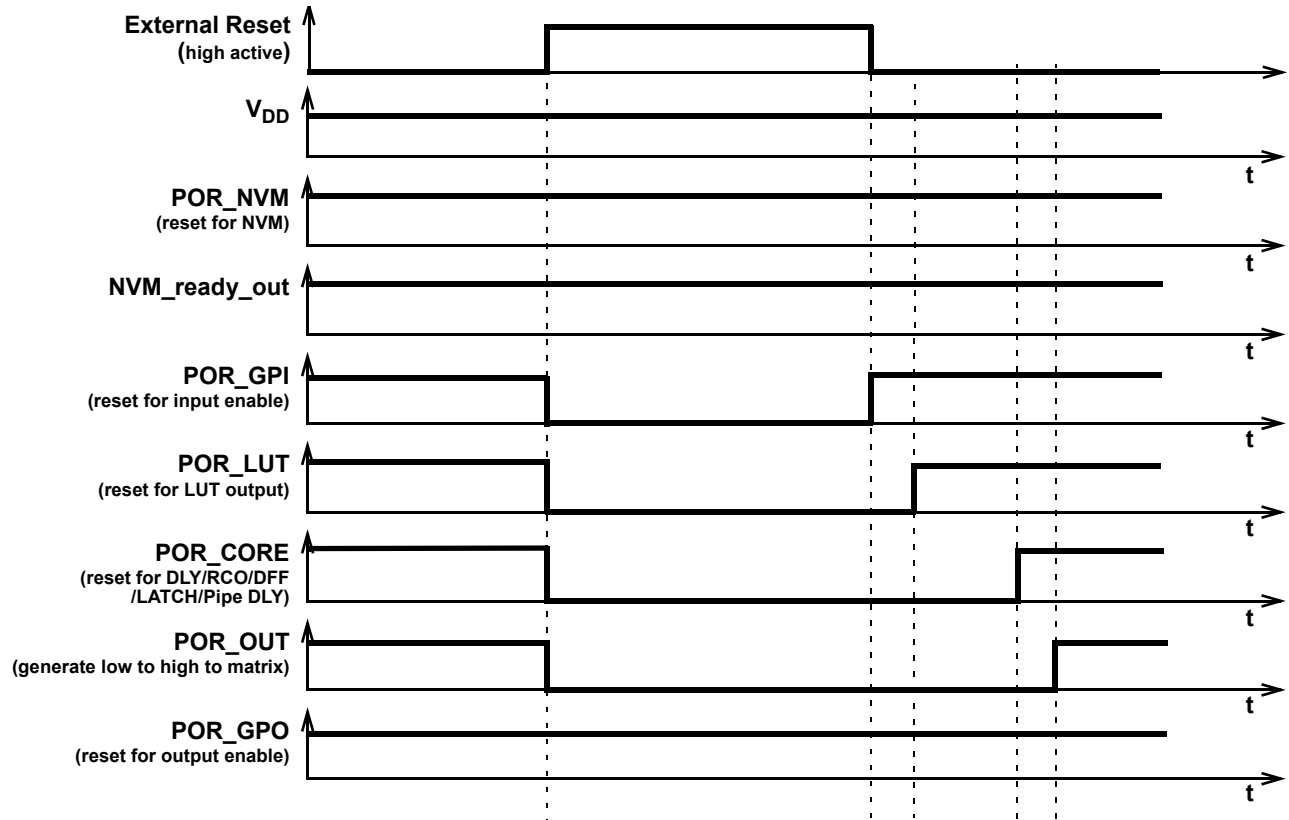 External Reset
(high active)
VDD
t
POR_NVM
(reset for NVM)
t
NVM_ready_out
t
POR_GPI
(reset for input enable)
t
POR_LUT
(reset for LUT output)
t
POR_CORE
(reset for DLY/RCO/DFF
/LATCH/Pipe DLY)
t
POR_OUT
(generate low to high to matrix)
t
POR_GPO
(reset for output enable)
t